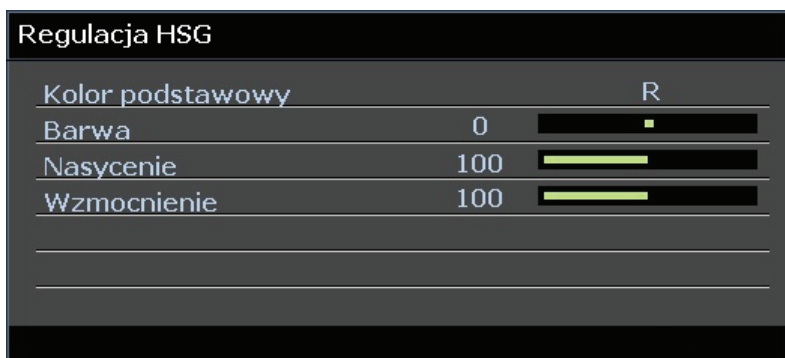 Regulacja HSG
Kolor podstawowy R
Barwa 0
Nasycenie 100
Wzmocnienie 100